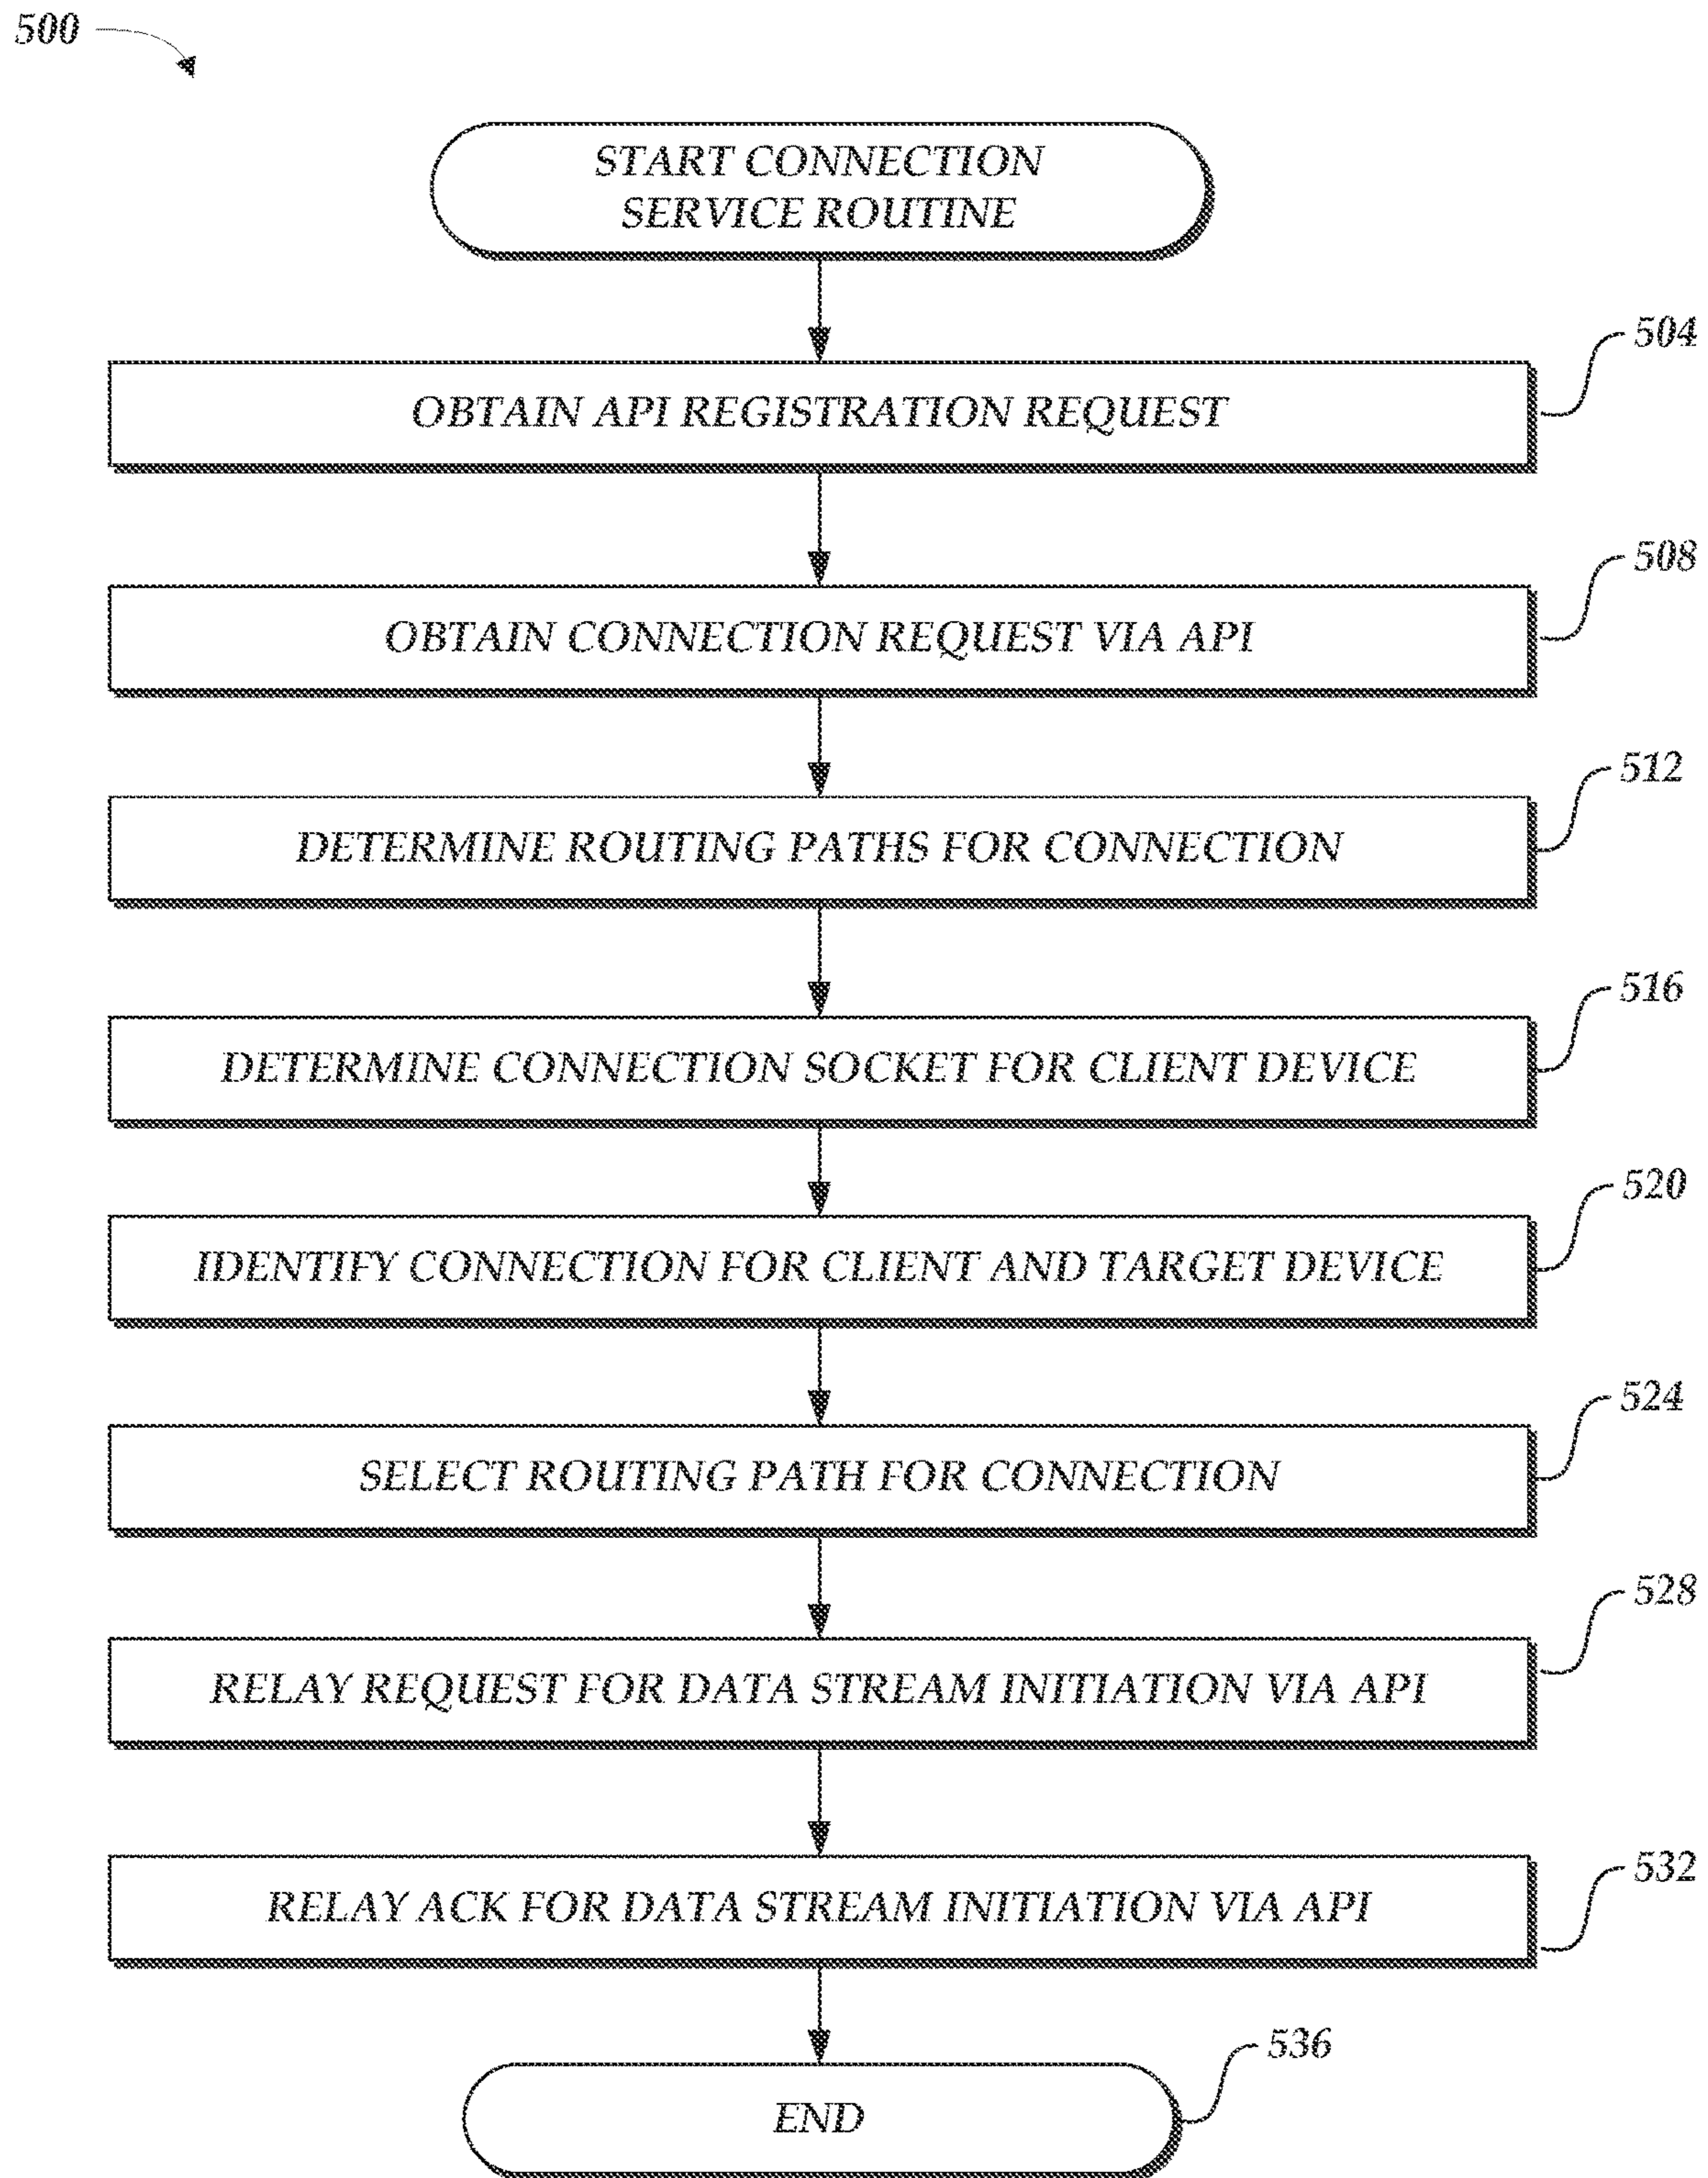 500
START CONNECTION
SERVICE ROUTINE
504
OBTAIN API REGISTRATION REQUEST
508
OBTAIN CONNECTION REQUEST VIA API
512
DETERMINE ROUTING PATHS FOR CONNECTION
516
DETERMINE CONNECTION SOCKET FOR CLIENT DEVICE
520
IDENTIFY CONNECTION FOR CLIENT AND TARGET DEVICE
524
SELECT ROUTING PATH FOR CONNECTION
528
RELAY REQUEST FOR DATA STREAM INITIATION VIA API
532
RELAY ACK FOR DATA STREAM INITIATION VIA API
536
END